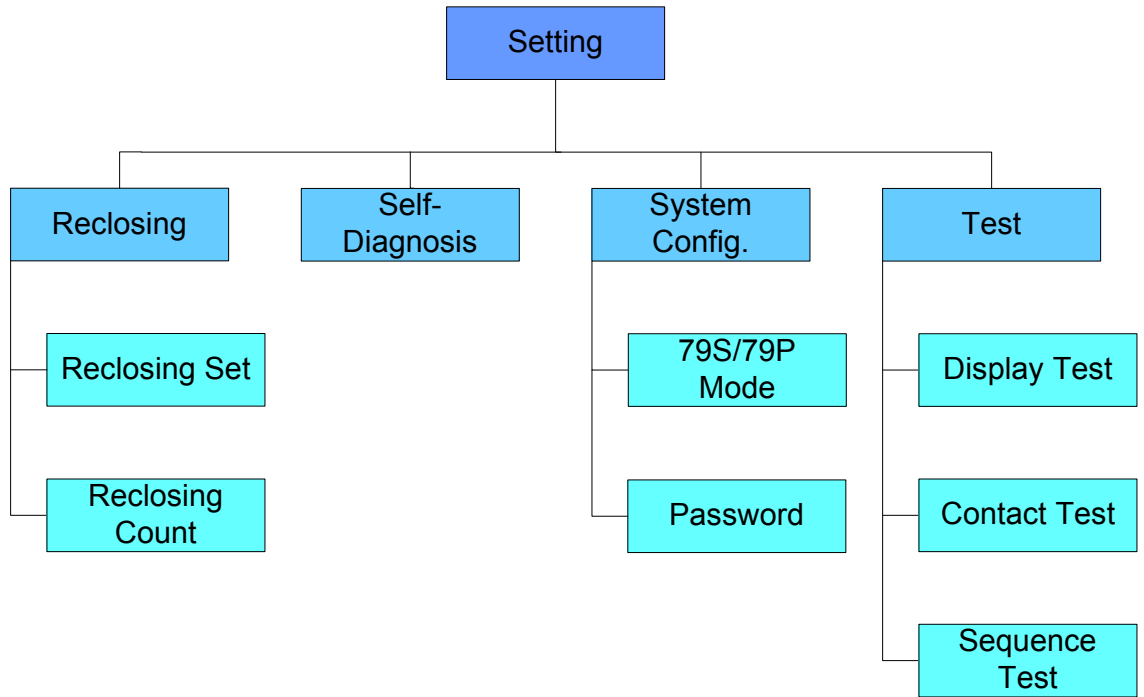 Setting
Reclosing
Self-
Diagnosis
System
Config.
Test
Reclosing Set
79S/79P
Mode
Display Test
Reclosing
Count
Password
Contact Test
Sequence
Test